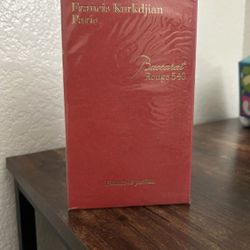 Francis Kurkdjian
Paris
Baccarat
Rouge 540